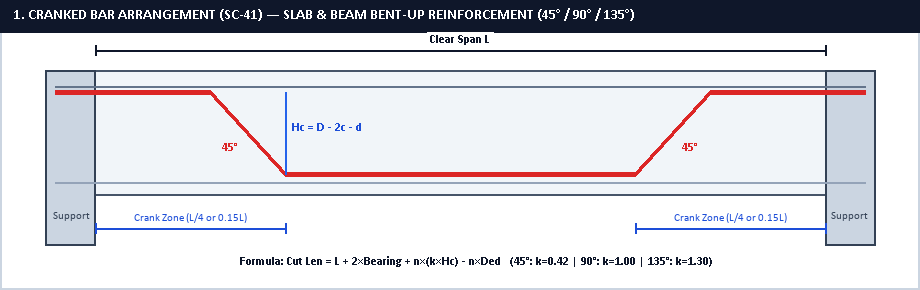 1. CRANKED BAR ARRANGEMENT (SC-41) — SLAB & BEAM BENT-UP REINFORCEMENT (45° / 90° / 135°)
Clear Span L
Hc = D - 2c - d
45°
45°
Support
Crank Zone (L/4 or 0.15L)
Crank Zone (L/4 or 0.15L)
Support
Formula: Cut Len = L + 2×Bearing + n×(k×Hc) - n×Ded (45°: k=0.42 | 90°: k=1.00 | 135°: k=1.30)